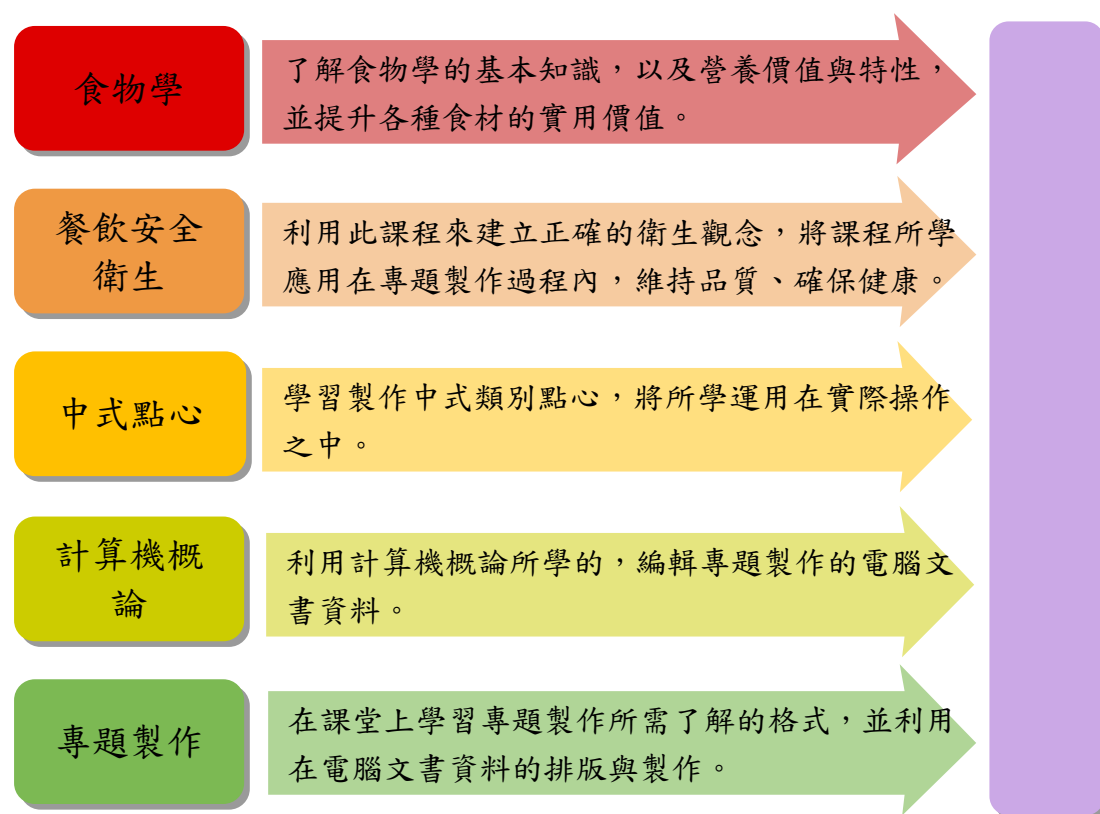 食物學
了解食物學的基本知識，以及營養價值與特性，
並提升各種食材的實用價值。
餐飲安全
衛生
利用此課程來建立正確的衛生觀念，將課程所學
應用在專題製作過程內，維持品質、確保健康。
中式點心
學習製作中式類別點心，將所學運用在實際操作
之中。
計算機概
論
利用計算機概論所學的，編輯專題製作的電腦文
書資料。
專題製作
在課堂上學習專題製作所需了解的格式，並利用
在電腦文書資料的排版與製作。